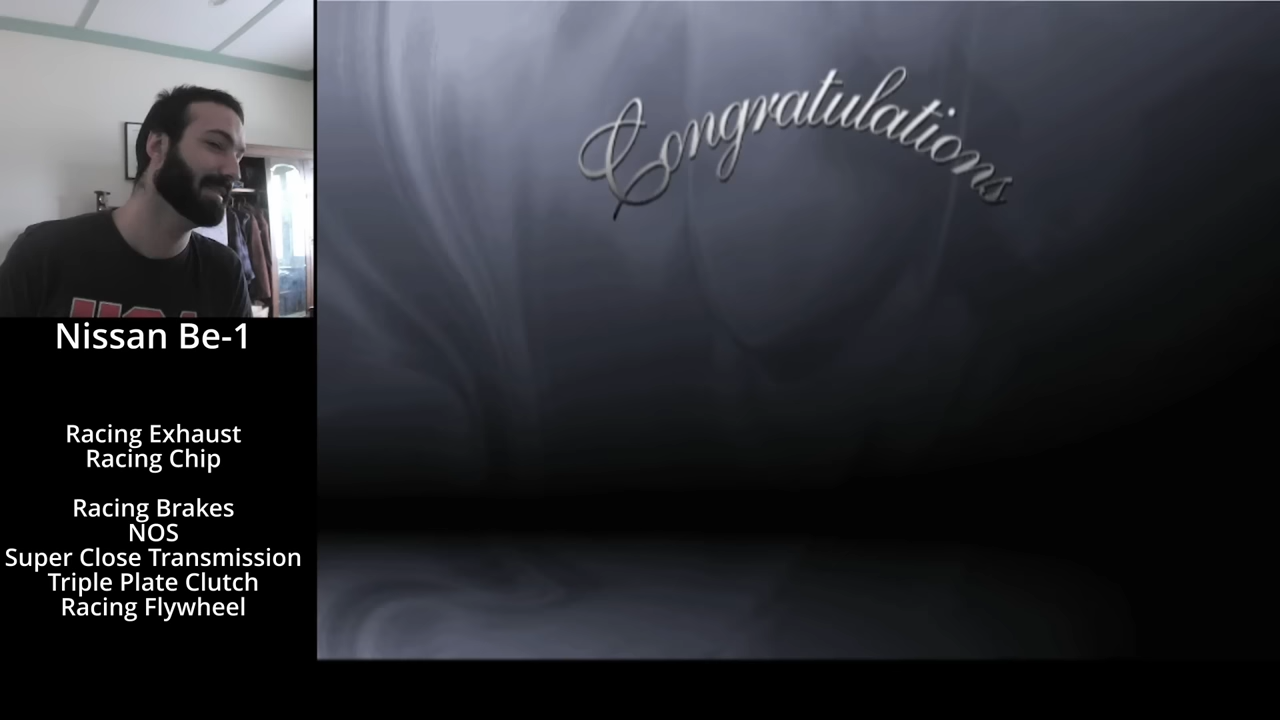 Congratulations
Nissan Be-1
Racing Exhaust
Racing Chip
Racing Brakes
NOS
Super Close Transmission
Triple Plate Clutch
Racing Flywheel